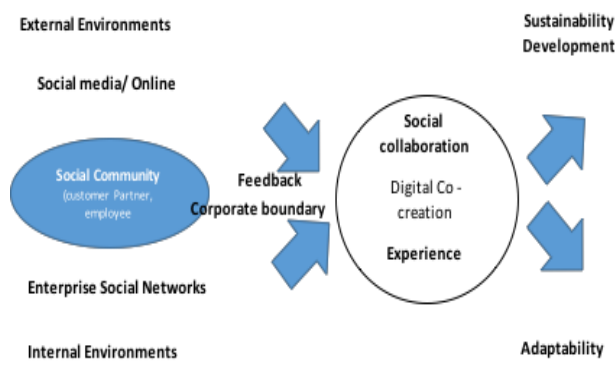 External Environments
Social media/ Online
Social Community
(customer Partner,
employee
Enterprise Social Networks
Internal Environments
Feedback
Corporate boundary
Social
collaboration
Digital Co -
creation
Experience
Sustainability
Development
Adaptability